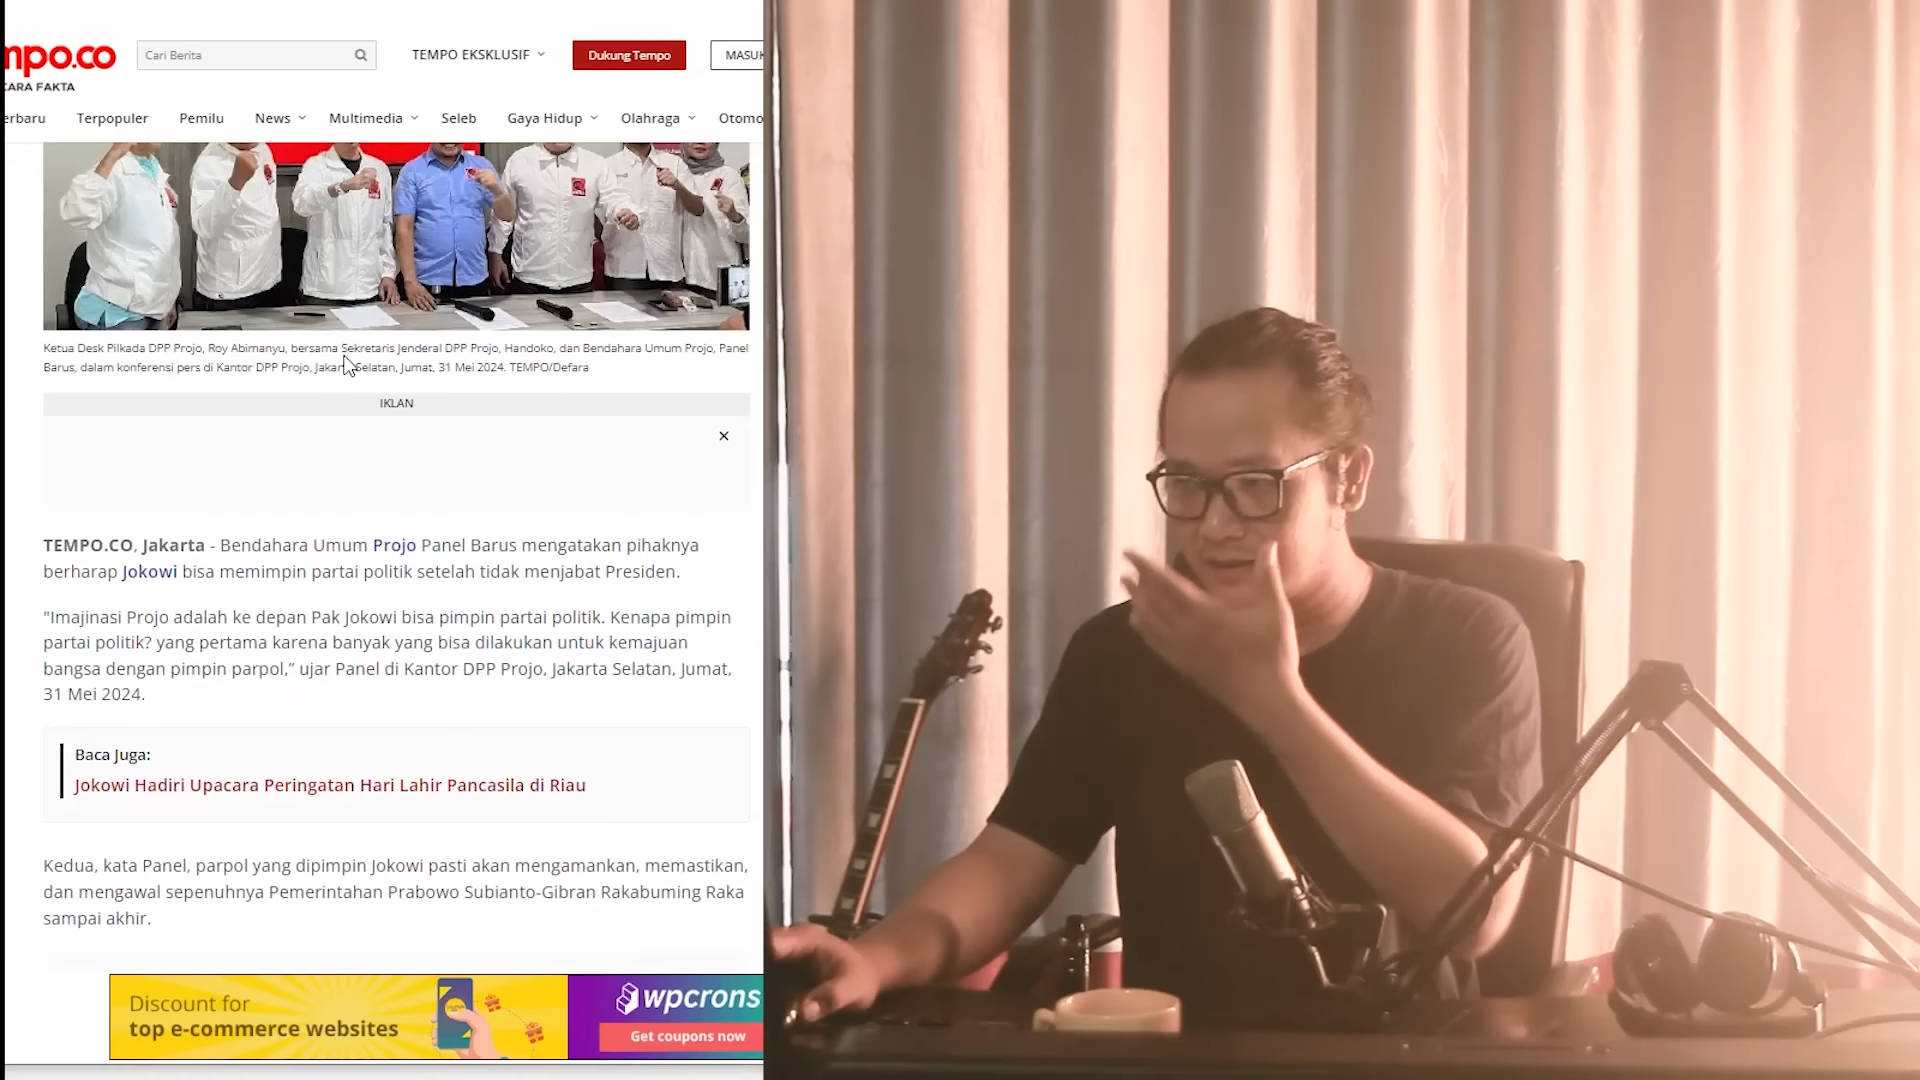 mpo.co
CARA FAKTA
Cari Berita
TEMPO EKSKLUSIF
Dukung Tempo
MASUK
erbaru
Terpopuler
Pemilu
News
Multimedia
Seleb
Gaya Hidup
Olahraga
Otomo
Ketua Desk Pilkada DPP Projo, Roy Abimanyu, bersama Sekretaris Jenderal DPP Projo, Handoko, dan Bendahara Umum Projo, Panel
Barus, dalam konferensi pers di Kantor DPP Projo, Jakarta Selatan, Jumat, 31 Mei 2024. TEMPO/Defara
IKLAN
TEMPO.CO, Jakarta - Bendahara Umum Projo Panel Barus mengatakan pihaknya
berharap Jokowi bisa memimpin partai politik setelah tidak menjabat Presiden.
"Imajinasi Projo adalah ke depan Pak Jokowi bisa pimpin partai politik. Kenapa pimpin
partai politik? yang pertama karena banyak yang bisa dilakukan untuk kemajuan
bangsa dengan pimpin parpol,” ujar Panel di Kantor DPP Projo, Jakarta Selatan, Jumat,
31 Mei 2024.
Baca Juga:
Jokowi Hadiri Upacara Peringatan Hari Lahir Pancasila di Riau
Kedua, kata Panel, parpol yang dipimpin Jokowi pasti akan mengamankan, memastikan,
dan mengawal sepenuhnya Pemerintahan Prabowo Subianto-Gibran Rakabuming Raka
sampai akhir.
Discount for
top e-commerce websites
wpcrons
Get coupons now